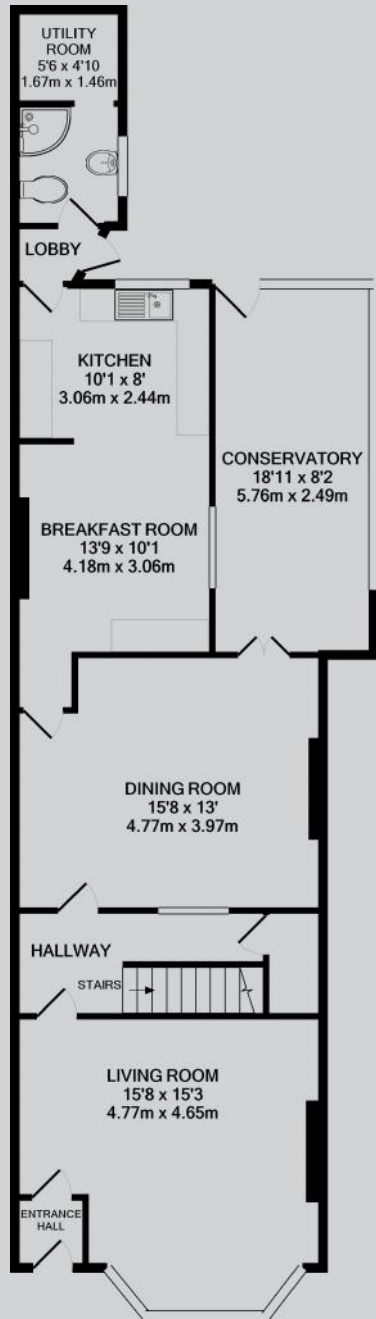 UTILITY
ROOM
5'6 x 4'10
1.67m x 1.46m
LOBBY
KITCHEN
10'1 x 8'
3.06m x 2.44m
CONSERVATORY
18'11 x 8'2
5.76m x 2.49m
BREAKFAST ROOM
13'9 x 10'1
4.18m x 3.06m
DINING ROOM
15'8 x 13'
4.77m x 3.97m
HALLWAY
STAIRS
LIVING ROOM
15'8 x 15'3
4.77m x 4.65m
ENTRANCE
HALL